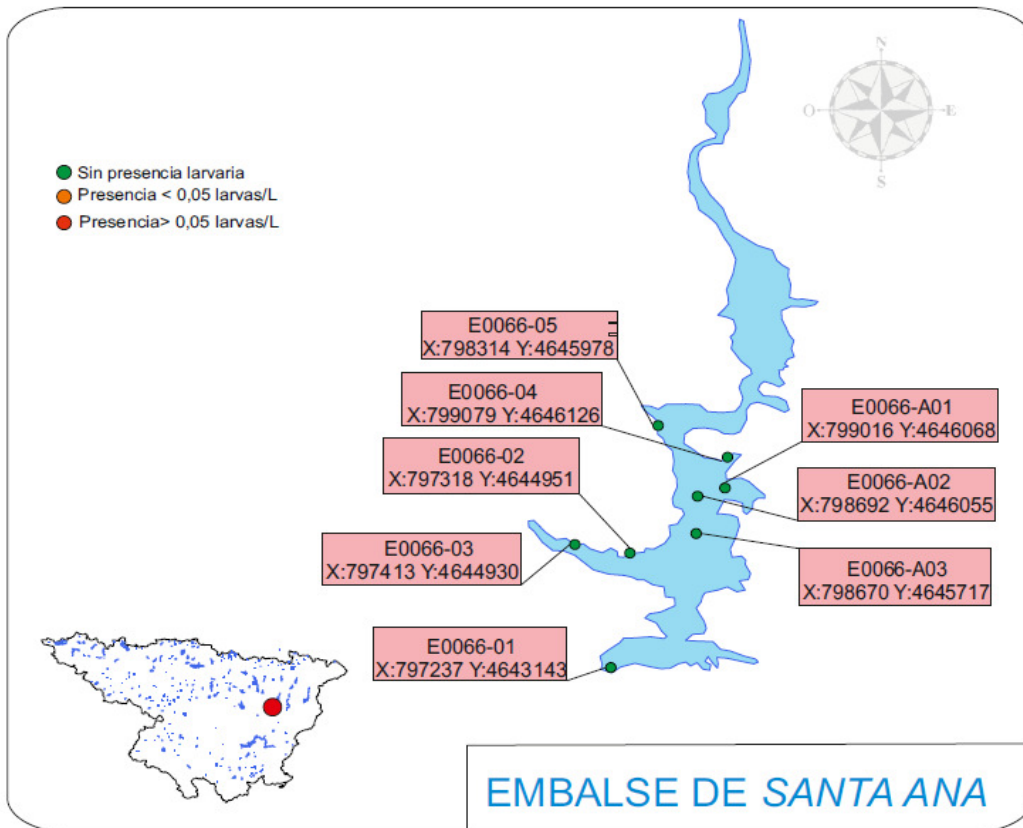 N
O
E
S
Sin presencia larvaria
Presencia < 0,05 larvas/L
Presencia> 0,05 larvas/L
E0066-05
X:798314 Y:4645978
E0066-04
X:799079 Y:4646126
E0066-A01
X:799016 Y:4646068
E0066-02
X:797318 Y:4644951
E0066-A02
X:798692 Y:4646055
E0066-03
X:797413 Y:4644930
E0066-A03
X:798670 Y:4645717
E0066-01
X:797237 Y:4643143
EMBALSE DE SANTA ANA